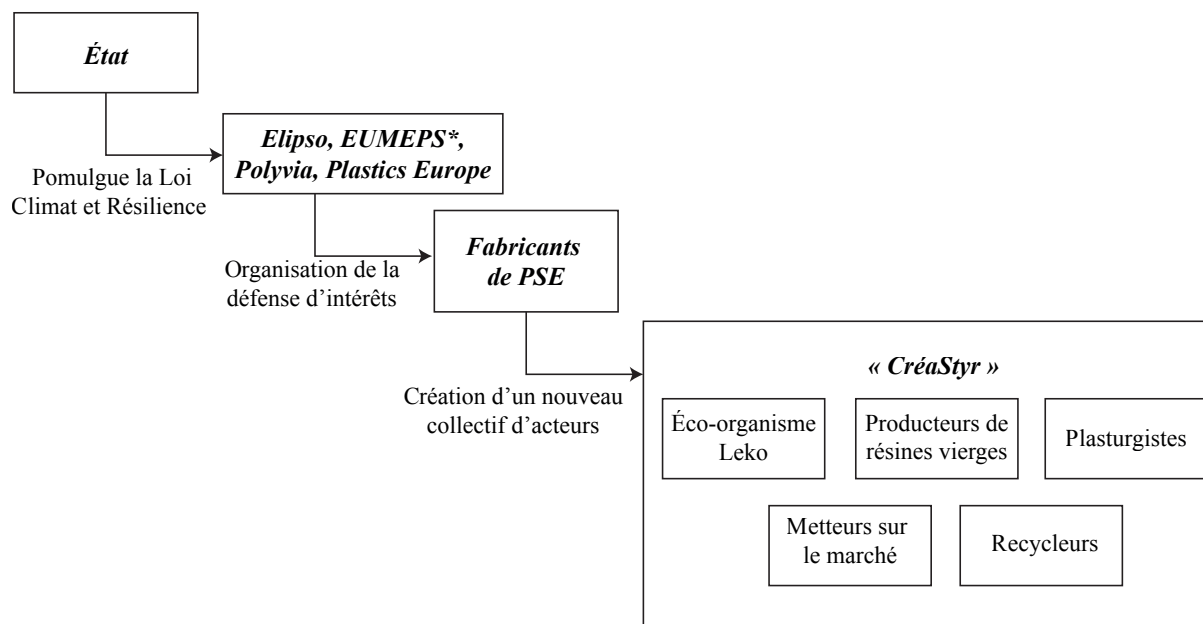 État
Pomulgue la Loi
Climat et Résilience
Elipso, EUMEPS*,
Polyvia, Plastics Europe
Organisation de la
défense d’intérêts
Fabricants
de PSE
Création d’un nouveau
collectif d’acteurs
« CréaStyr »
Éco-organisme
Leko
Producteurs de
résines vierges
Plasturgistes
Metteurs sur
le marché
Recycleurs